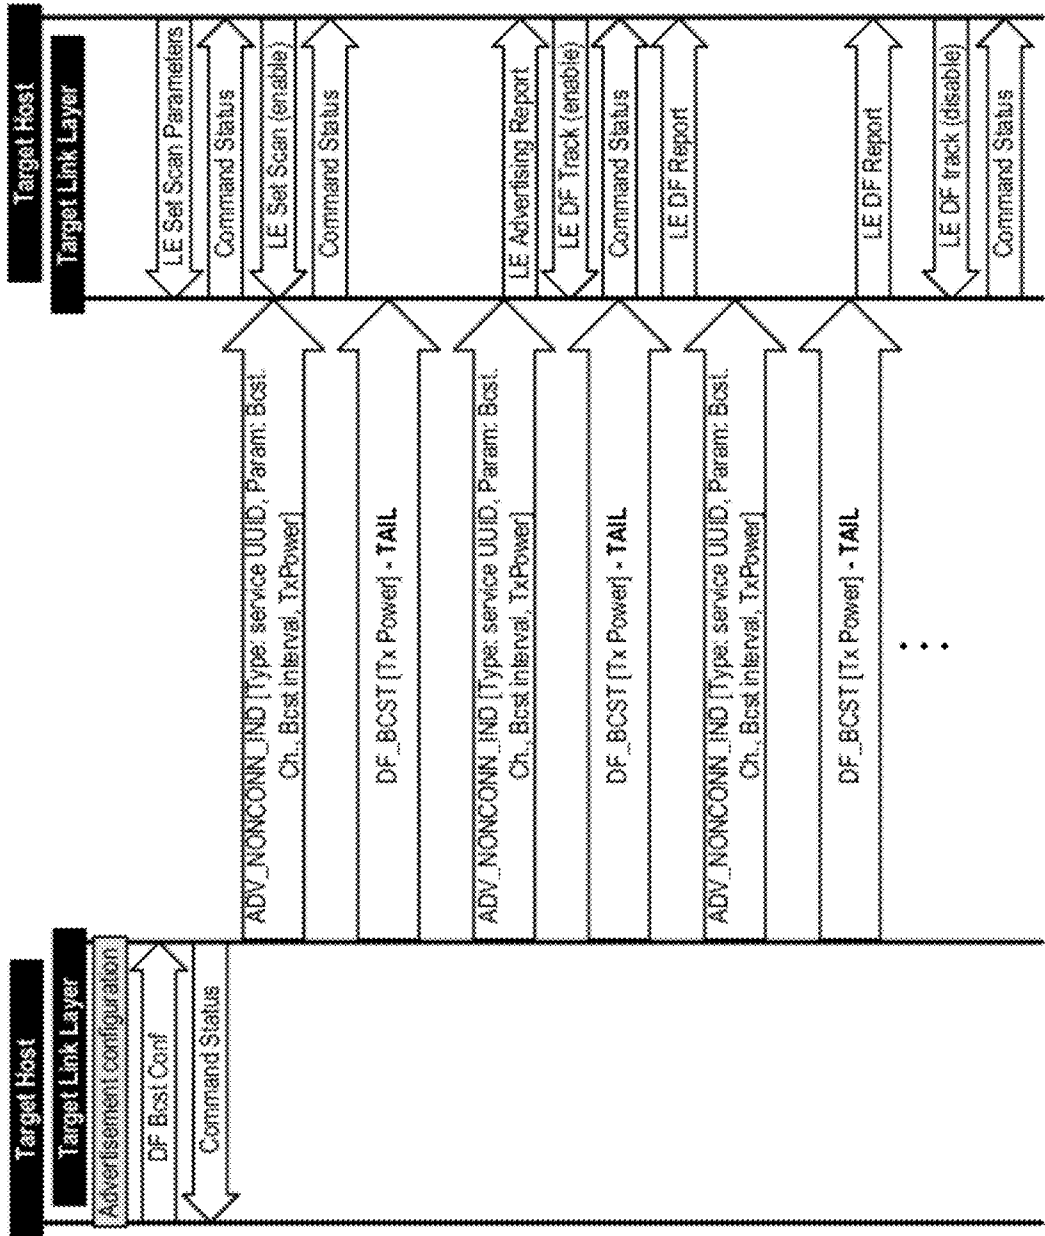 Target Host
Target Link Layer
Advertisement configuration
DF Bcst Conf
Command Status
ADV_NONCONN_IND [Type: service UUID, Param: Bcst.
Ch., Bcst interval, TxPower]
DF_BCST [Tx Power] - TAIL
ADV_NONCONN_IND [Type: service UUID, Param: Bcst.
Ch., Bcst interval, TxPower]
DF_BCST [Tx Power] - TAIL
ADV_NONCONN_IND [Type: service UUID, Param: Bcst.
Ch., Bcst interval, TxPower]
DF_BCST [Tx Power] - TAIL
. . .
Target Host
Target Link Layer
LE Set Scan Parameters
Command Status
LE Set Scan (enable)
Command Status
LE Advertising Report
LE DF Track (enable)
Command Status
LE DF Report
LE DF Report
LE DF track (disable)
Command Status